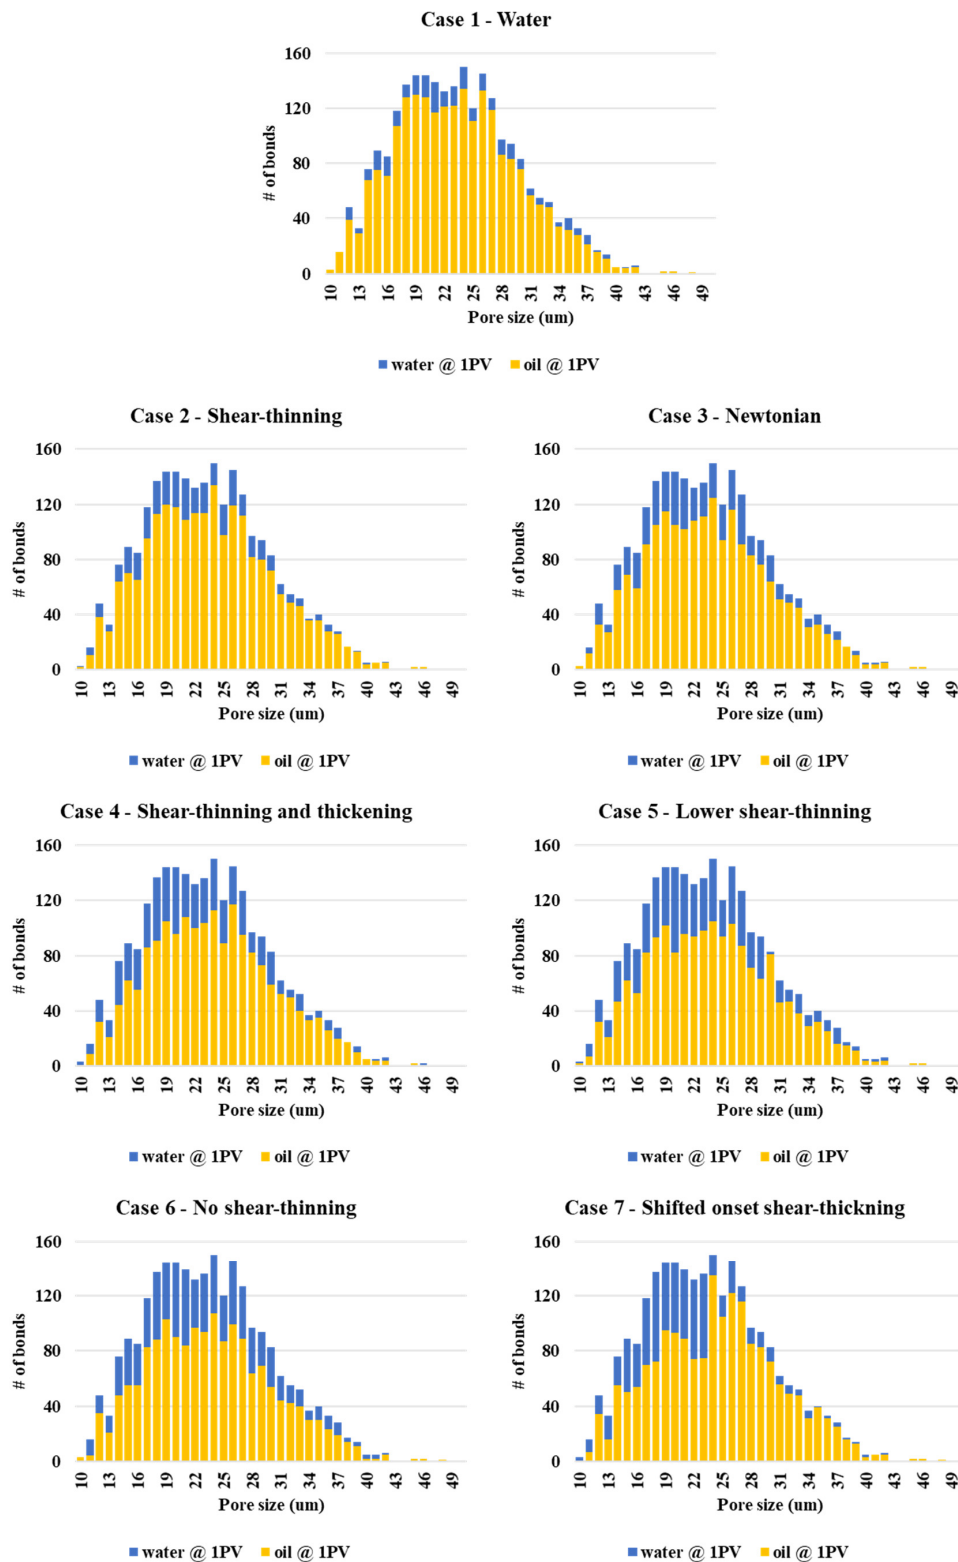 Case 1 - Water
160
120
80
40
0
# of bonds
10 13 16 19 22 25 28 31 34 37 40 43 46 49
Pore size (um)
water @ 1PV oil @ 1PV
Case 2 - Shear-thinning
160
120
80
40
0
# of bonds
10 13 16 19 22 25 28 31 34 37 40 43 46 49
Pore size (um)
water @ 1PV oil @ 1PV
Case 3 - Newtonian
160
120
80
40
0
# of bonds
10 13 16 19 22 25 28 31 34 37 40 43 46 49
Pore size (um)
water @ 1PV oil @ 1PV
Case 4 - Shear-thinning and thickening
160
120
80
40
0
# of bonds
10 13 16 19 22 25 28 31 34 37 40 43 46 49
Pore size (um)
water @ 1PV oil @ 1PV
Case 5 - Lower shear-thinning
160
120
80
40
0
# of bonds
10 13 16 19 22 25 28 31 34 37 40 43 46 49
Pore size (um)
water @ 1PV oil @ 1PV
Case 6 - No shear-thinning
160
120
80
40
0
# of bonds
10 13 16 19 22 25 28 31 34 37 40 43 46 49
Pore size (um)
water @ 1PV oil @ 1PV
Case 7 - Shifted onset shear-thickning
160
120
80
40
0
# of bonds
10 13 16 19 22 25 28 31 34 37 40 43 46 49
Pore size (um)
water @ 1PV oil @ 1PV